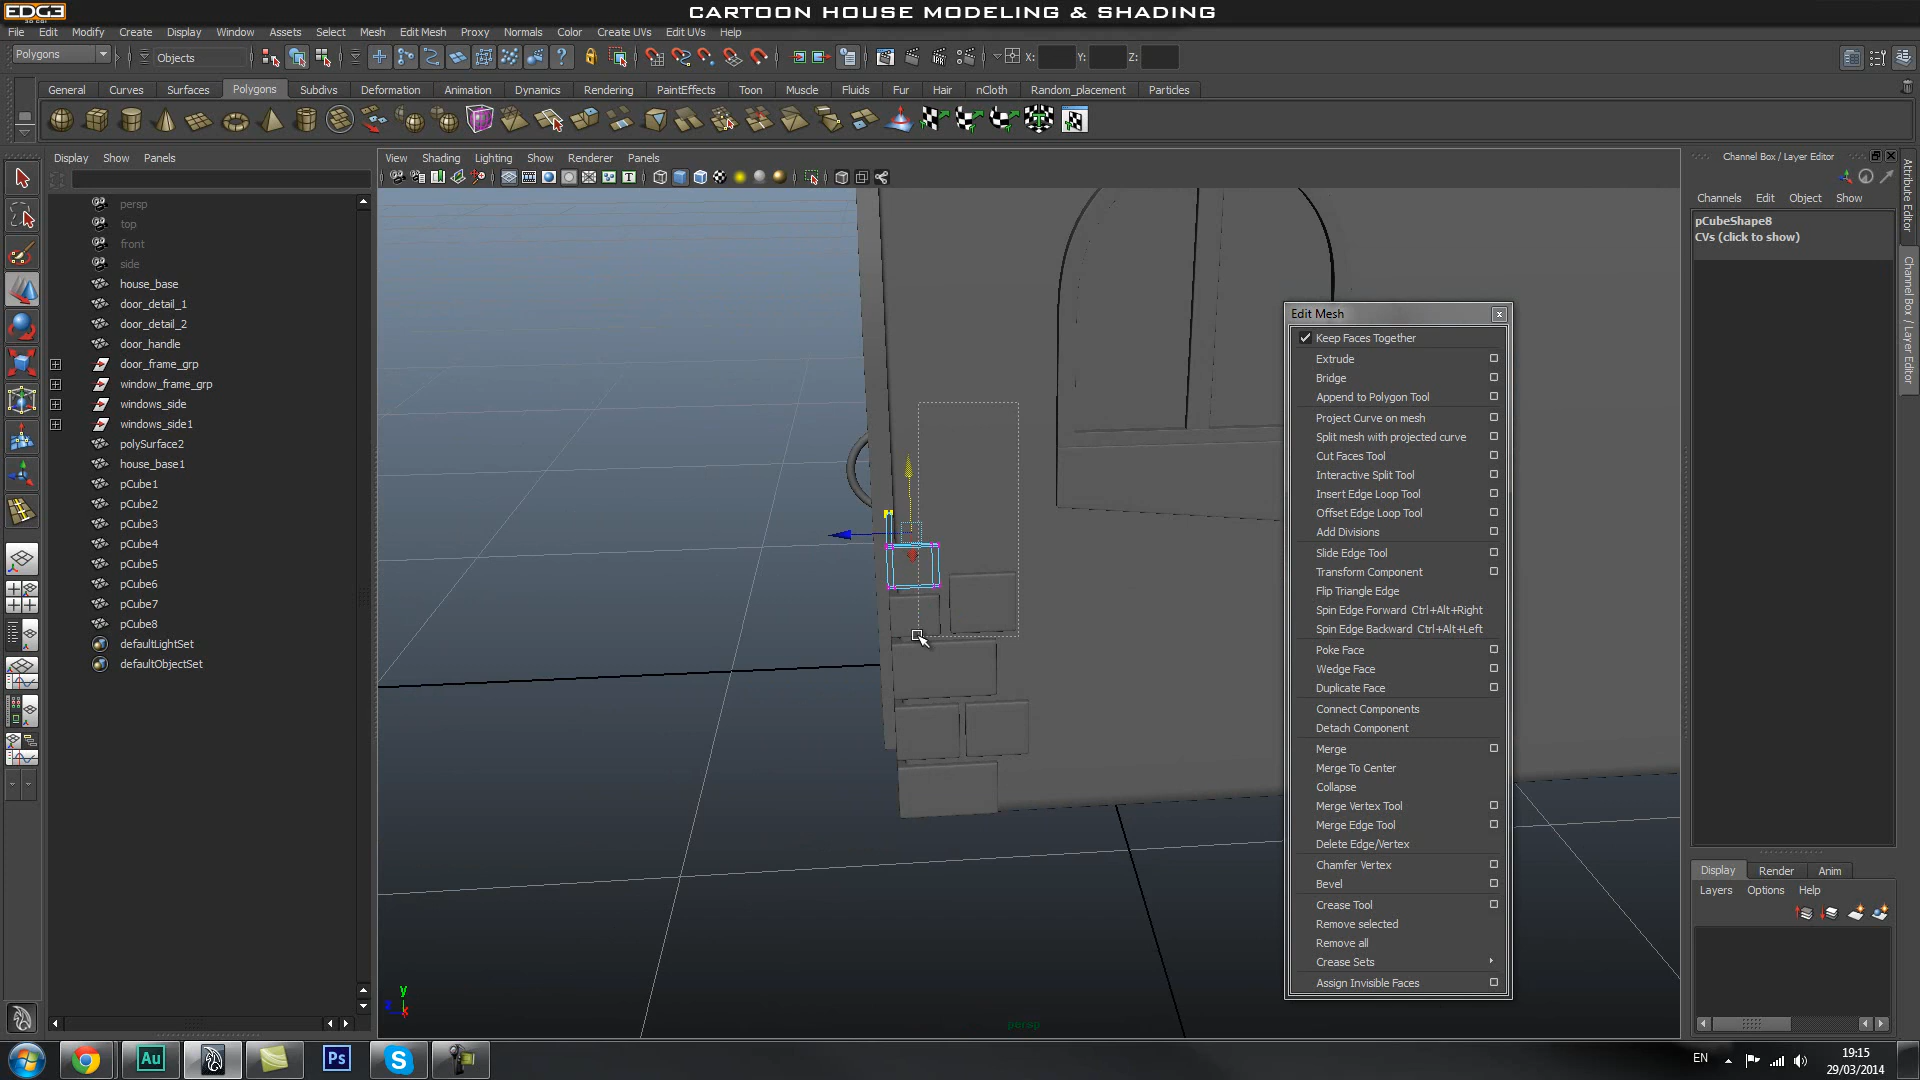 EDGE
CARTOON HOUSE MODELING & SHADING
File Edit Modify Create Display Window Assets Select Mesh Edit Mesh Proxy Normals Color Create UVs Edit UVs Help
Polygons Objects X: Y: Z:
General Curves Surfaces Polygons Subdivs Deformation Animation Dynamics Rendering PaintEffects Toon Muscle Fluids Fur Hair nCloth Random_placement Particles
Display Show Panels
View Shading Lighting Show Renderer Panels
Channel Box / Layer Editor
Channels Edit Object Show
pCubeShape8
CVs (click to show)
Attribute Editor
Channel Box / Layer Editor
persp
top
front
side
house_base
door_detail_1
door_detail_2
door_handle
door_frame_grp
window_frame_grp
windows_side
windows_side1
polySurface2
house_base1
pCube1
pCube2
pCube3
pCube4
pCube5
pCube6
pCube7
pCube8
defaultLightSet
defaultObjectSet
Edit Mesh
Keep Faces Together
Extrude
Bridge
Append to Polygon Tool
Project Curve on mesh
Split mesh with projected curve
Cut Faces Tool
Interactive Split Tool
Insert Edge Loop Tool
Offset Edge Loop Tool
Add Divisions
Slide Edge Tool
Transform Component
Flip Triangle Edge
Spin Edge Forward Ctrl+Alt+Right
Spin Edge Backward Ctrl+Alt+Left
Poke Face
Wedge Face
Duplicate Face
Connect Components
Detach Component
Merge
Merge To Center
Collapse
Merge Vertex Tool
Merge Edge Tool
Delete Edge/Vertex
Chamfer Vertex
Bevel
Crease Tool
Remove selected
Remove all
Crease Sets
Assign Invisible Faces
Display Render Anim
Layers Options Help
y
z x
persp
Au Ps S
EN
19:15
29/03/2014